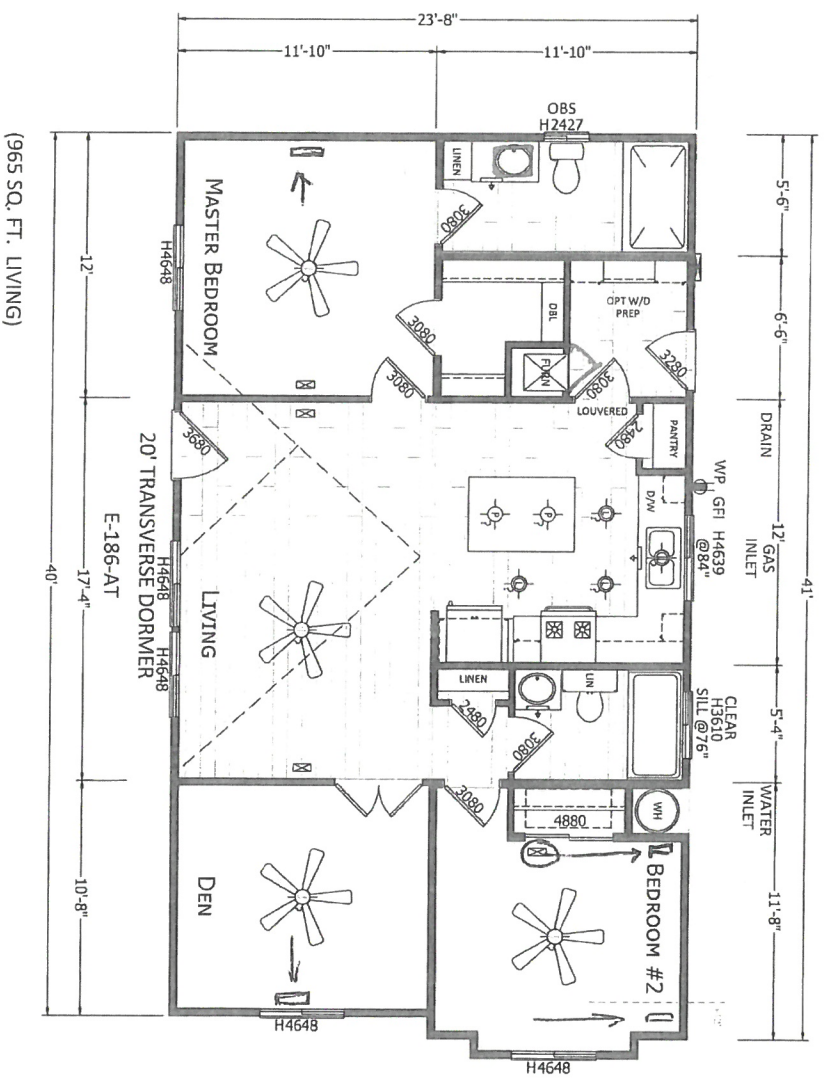 23'-8"
11'-10"
11'-10"
OBS
H2427
LINEN
3080
5'-6"
MASTER BEDROOM
H4648
12'
(965 SQ. FT. LIVING)
3080
DBL
OPT W/D
PREP
6'-6"
3280
FURN
3080
3080
LOUVERED
2480
PANTRY
DRAIN
3680
WP GFI H4639
@84"
GAS
INLET
12'
41'
D/W
P
P
L
L
L
L
L
20' TRANSVERSE DORMER
E-186-AT
H4648
H4648
17'-4"
40'
LIVING
LINEN
2480
LIN
3080
CLEAR
H3610
SILL @76"
5'-4"
3080
4880
WH
WATER
INLET
DEN
10'-8"
BEDROOM #2
11'-8"
H4648
H4648